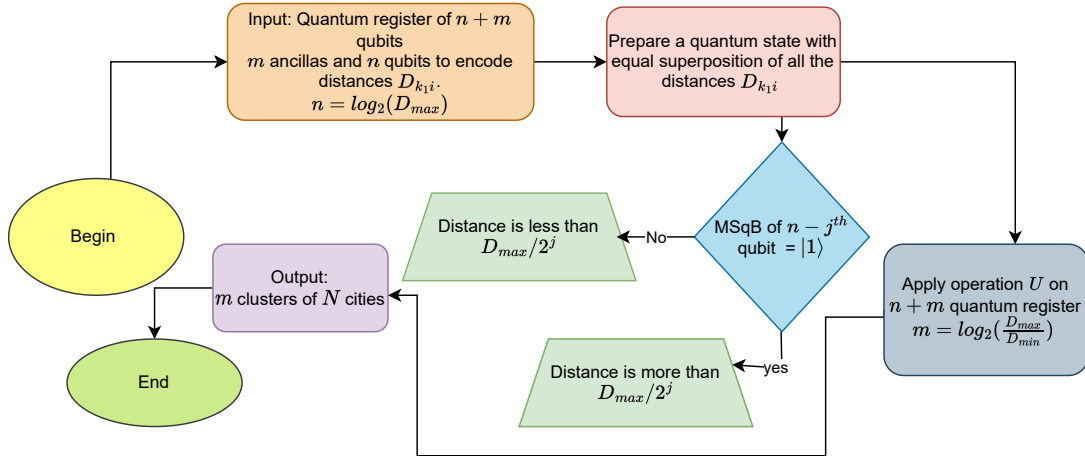 Input: Quantum register of $n + m$
qubits
$m$ ancillas and $n$ qubits to encode
distances $D_{k_1 i}$.
$n = log_2(D_{max})$
Prepare a quantum state with
equal superposition of all the
distances $D_{k_1 i}$
Begin
Distance is less than
$D_{max}/2^j$
No
MSqB of $n - j^{th}$
qubit $= |1\rangle$
Output:
$m$ clusters of $N$ cities
Apply operation $U$ on
$n + m$ quantum register
$m = log_2(\frac{D_{max}}{D_{min}})$
End
Distance is more than
$D_{max}/2^j$
yes